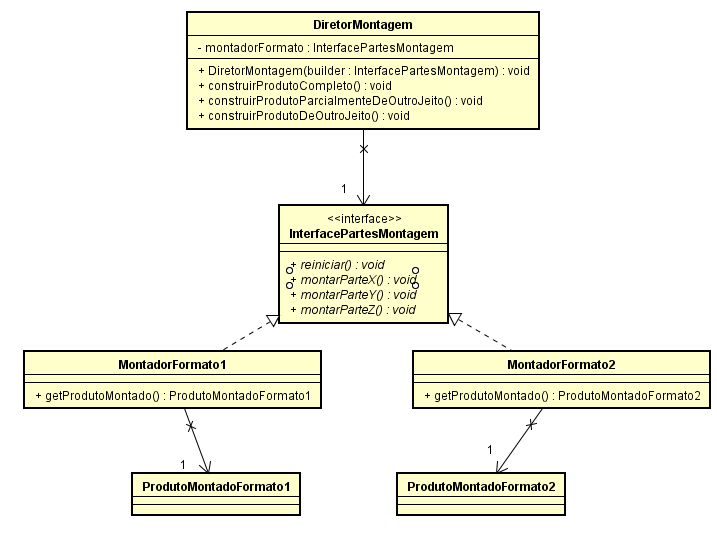 DiretorMontagem
- montadorFormato : InterfacePartesMontagem
+ DiretorMontagem(builder : InterfacePartesMontagem) : void
+ construirProdutoCompleto() : void
+ construirProdutoParcialmenteDeOutroJeito() : void
+ construirProdutoDeOutroJeito() : void
1
<<interface>>
InterfacePartesMontagem
+ reiniciar() : void
+ montarParteX() : void
+ montarParteY() : void
+ montarParteZ() : void
MontadorFormato1
+ getProdutoMontado() : ProdutoMontadoFormato1
MontadorFormato2
+ getProdutoMontado() : ProdutoMontadoFormato2
1
1
ProdutoMontadoFormato1
ProdutoMontadoFormato2